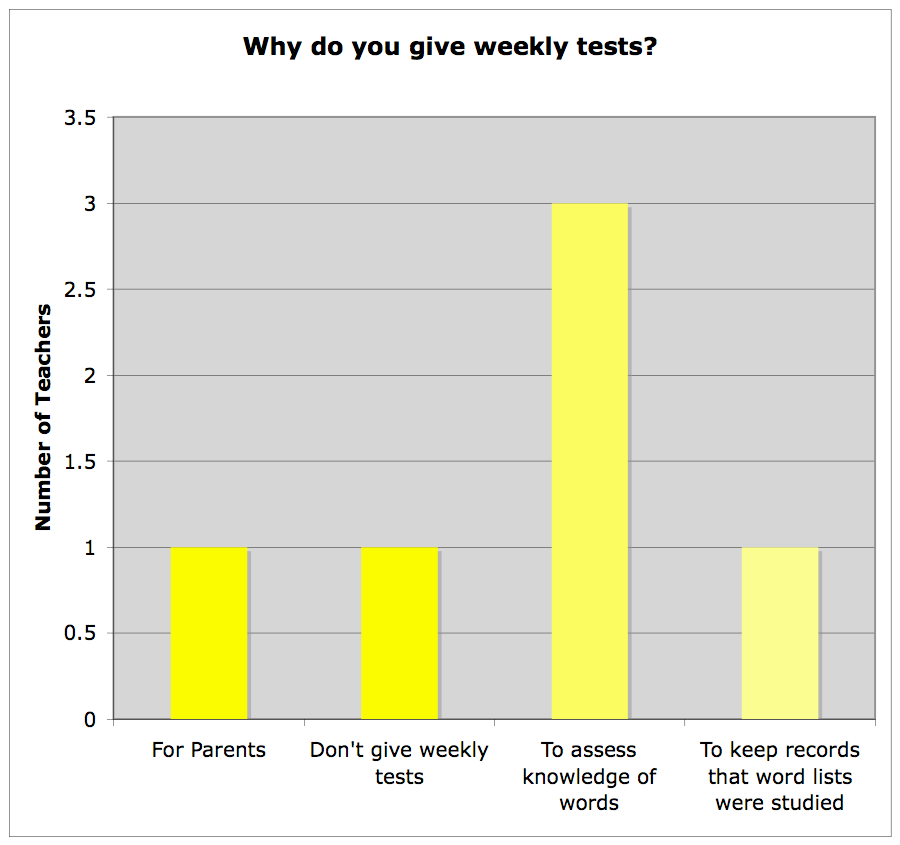 Why do you give weekly tests?
3.5
3
2.5
2
1.5
1
0.5
0
Number of Teachers
For Parents
Don't give weekly
tests
To assess
knowledge of
words
To keep records
that word lists
were studied